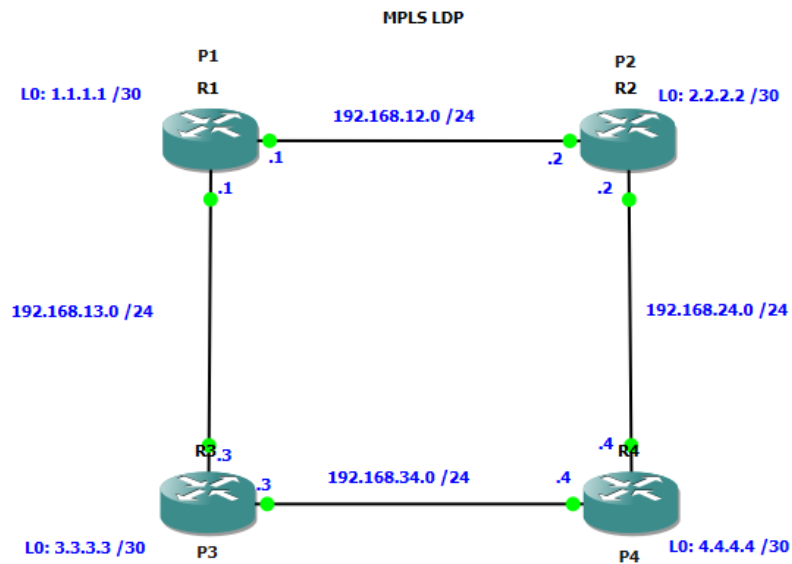 MPLS LDP
P1
R1
L0: 1.1.1.1 /30
P2
R2
L0: 2.2.2.2 /30
192.168.12.0 /24
.1
.2
.1
.2
192.168.13.0 /24
192.168.24.0 /24
R3
.3
.4
R4
.3
192.168.34.0 /24
.4
L0: 3.3.3.3 /30
P3
P4
L0: 4.4.4.4 /30